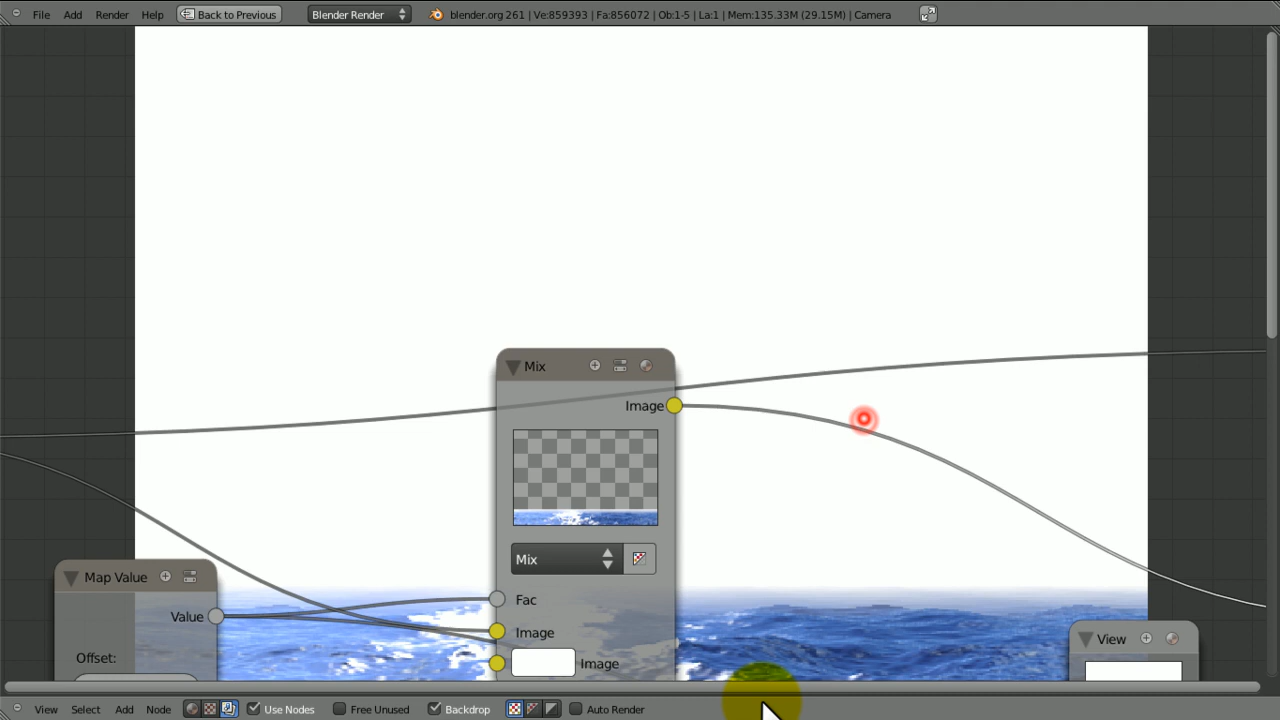 File Add Render Help Back to Previous Blender Render blender.org 261 | Ve:859393 | Fa:856072 | Ob:1-5 | La:1 | Mem:135.33M (29.15M) | Camera
Mix
Image
Mix
Map Value
Value
Fac
Image
View
Offset:
Image
View Select Add Node Use Nodes Free Unused Backdrop Auto Render